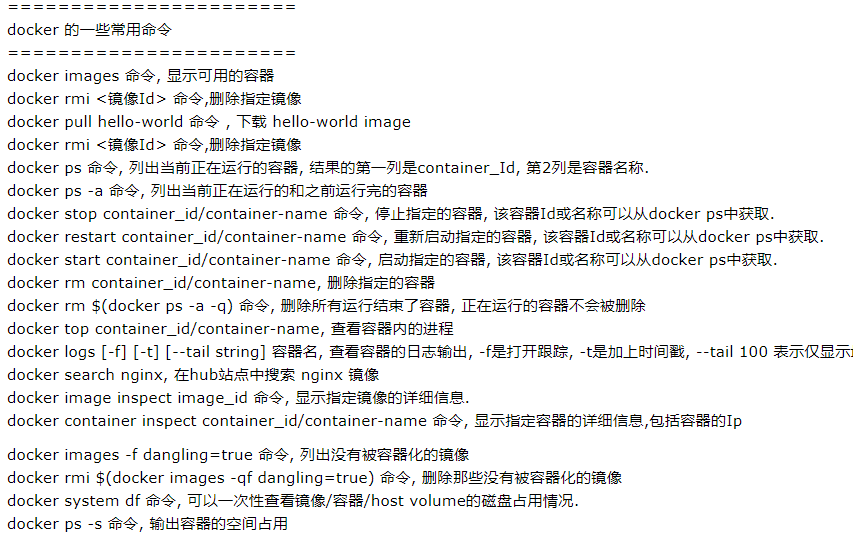 =======================
docker 的一些常用命令
=======================
docker images 命令, 显示可用的容器
docker rmi <镜像Id> 命令,删除指定镜像
docker pull hello-world 命令 , 下载 hello-world image
docker rmi <镜像Id> 命令,删除指定镜像
docker ps 命令, 列出当前正在运行的容器, 结果的第一列是container_Id, 第2列是容器名称.
docker ps -a 命令, 列出当前正在运行的和之前运行完的容器
docker stop container_id/container-name 命令, 停止指定的容器, 该容器Id或名称可以从docker ps中获取.
docker restart container_id/container-name 命令, 重新启动指定的容器, 该容器Id或名称可以从docker ps中获取.
docker start container_id/container-name 命令, 启动指定的容器, 该容器Id或名称可以从docker ps中获取.
docker rm container_id/container-name, 删除指定的容器
docker rm $(docker ps -a -q) 命令, 删除所有运行结束了容器, 正在运行的容器不会被删除
docker top container_id/container-name, 查看容器内的进程
docker logs [-f] [-t] [--tail string] 容器名, 查看容器的日志输出, -f是打开跟踪, -t是加上时间戳, --tail 100 表示仅显示
docker search nginx, 在hub站点中搜索 nginx 镜像
docker image inspect image_id 命令, 显示指定镜像的详细信息.
docker container inspect container_id/container-name 命令, 显示指定容器的详细信息,包括容器的Ip
docker images -f dangling=true 命令, 列出没有被容器化的镜像
docker rmi $(docker images -qf dangling=true) 命令, 删除那些没有被容器化的镜像
docker system df 命令, 可以一次性查看镜像/容器/host volume的磁盘占用情况.
docker ps -s 命令, 输出容器的空间占用